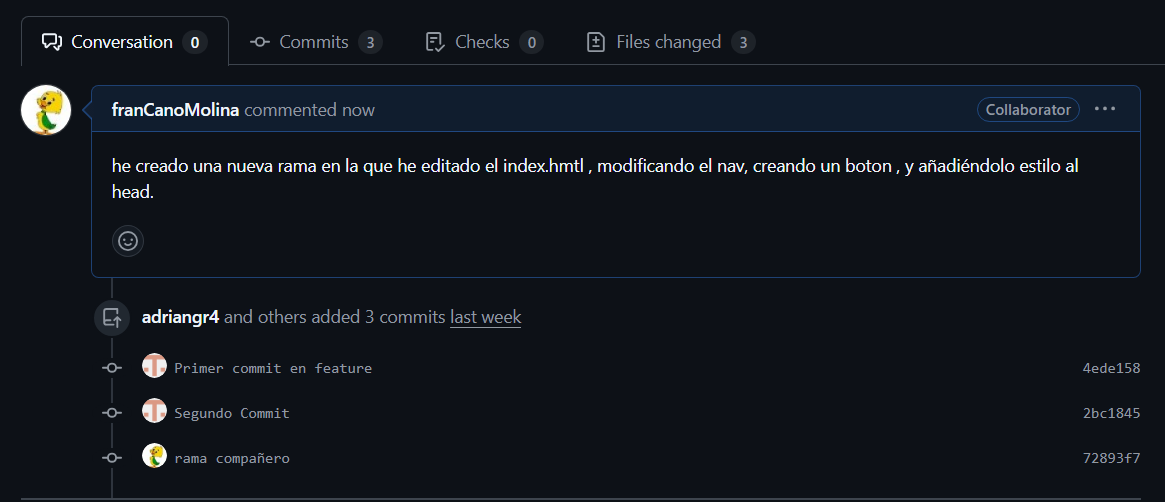 Conversation 0 Commits 3 Checks 0 Files changed 3
franCanoMolina commented now Collaborator ...
he creado una nueva rama en la que he editado el index.hmtl , modificando el nav, creando un boton , y añadiéndolo estilo al
head.
adriangr4 and others added 3 commits last week
Primer commit en feature 4ede158
Segundo Commit 2bc1845
rama compañero 72893f7